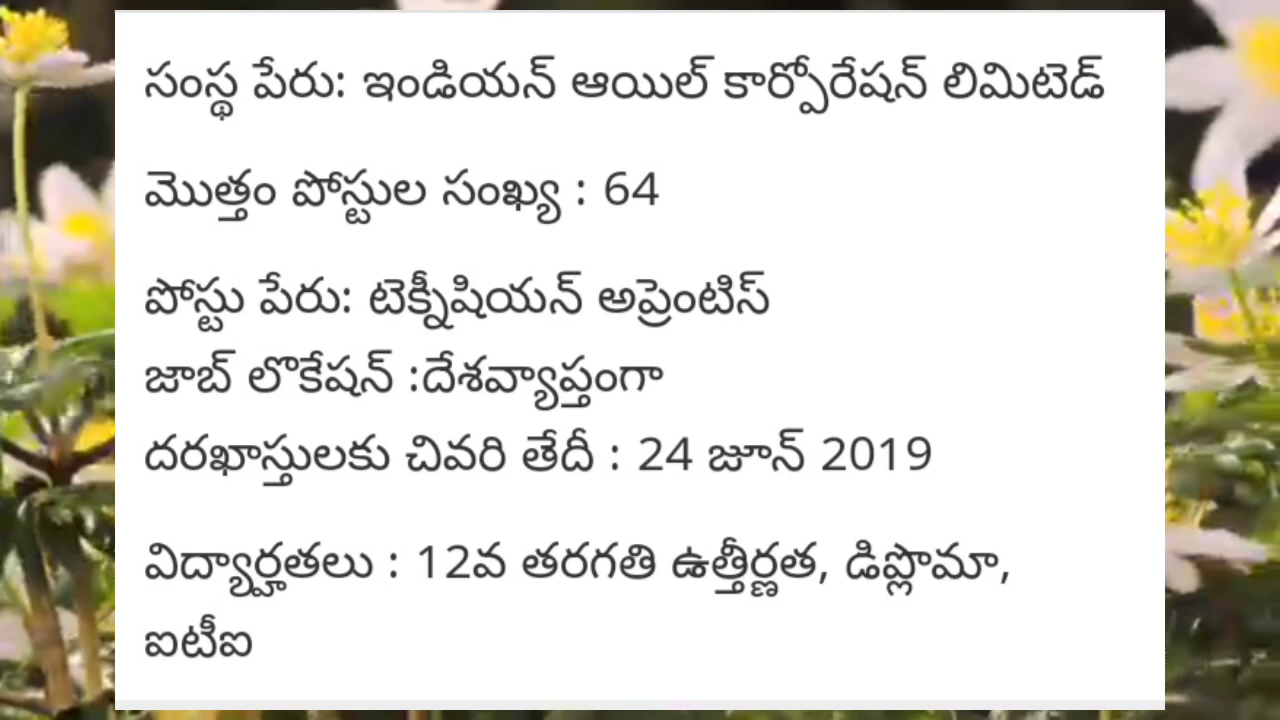 సంస్థ పేరు: ఇండియన్ ఆయిల్ కార్పోరేషన్ లిమిటెడ్
మొత్తం పోస్టుల సంఖ్య : 64
పోస్టు పేరు: టెక్నీషియన్ అప్రెంటిస్
జాబ్ లొకేషన్ :దేశవ్యాప్తంగా
దరఖాస్తులకు చివరి తేదీ : 24 జూన్ 2019
విద్యార్హతలు : 12వ తరగతి ఉత్తీర్ణత, డిప్లొమా,
ఐటీఐ